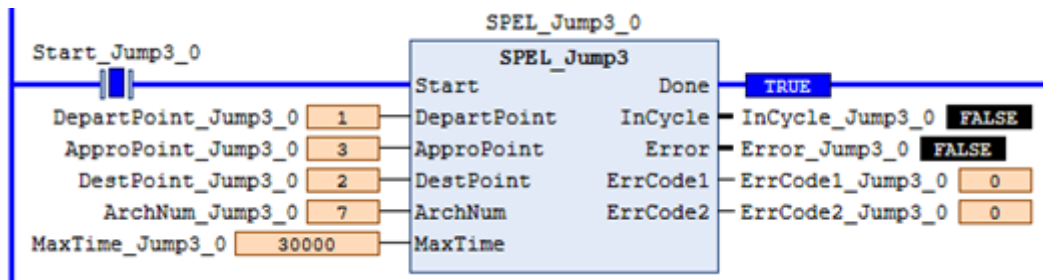 SPEL_Jump3_0
Start_Jump3_0
SPEL_Jump3
Start Done TRUE
DepartPoint_Jump3_0 1 DepartPoint InCycle InCycle_Jump3_0 FALSE
ApproPoint_Jump3_0 3 ApproPoint Error Error_Jump3_0 FALSE
DestPoint_Jump3_0 2 DestPoint ErrCode1 ErrCode1_Jump3_0 0
ArchNum_Jump3_0 7 ArchNum ErrCode2 ErrCode2_Jump3_0 0
MaxTime_Jump3_0 30000 MaxTime